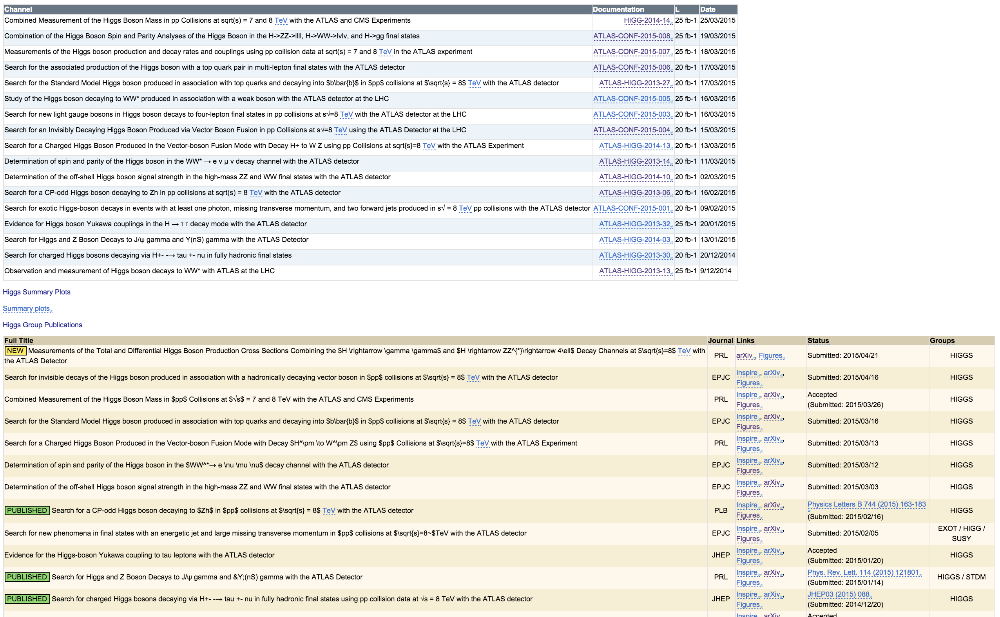 Channel Documentation L Date
Combined Measurement of the Higgs Boson Mass in pp Collisions at sqrt(s) = 7 and 8 TeV with the ATLAS and CMS Experiments HIGG-2014-14 25 fb-1 25/03/2015
Combination of the Higgs Boson Spin and Parity Analyses of the Higgs Boson in the H->ZZ->llll, H->WW->lvlv, and H->gg final states ATLAS-CONF-2015-008 25 fb-1 19/03/2015
Measurements of the Higgs boson production and decay rates and couplings using pp collision data at sqrt(s) = 7 and 8 TeV in the ATLAS experiment ATLAS-CONF-2015-007 25 fb-1 18/03/2015
Search for the associated production of the Higgs boson with a top quark pair in multi-lepton final states with the ATLAS detector ATLAS-CONF-2015-006 20 fb-1 17/03/2015
Search for the Standard Model Higgs boson produced in association with top quarks and decaying into $b\bar{b}$ in $pp$ collisions at $\sqrt{s} = 8$ TeV with the ATLAS detector ATLAS-HIGG-2013-27 20 fb-1 17/03/2015
Study of the Higgs boson decaying to WW* produced in association with a weak boson with the ATLAS detector at the LHC ATLAS-CONF-2015-005 25 fb-1 16/03/2015
Search for new light gauge bosons in Higgs boson decays to four-lepton final states in pp collisions at s√=8 TeV with the ATLAS detector at the LHC ATLAS-CONF-2015-003 20 fb-1 16/03/2015
Search for an Invisibly Decaying Higgs Boson Produced via Vector Boson Fusion in pp Collisions at s√=8 TeV using the ATLAS Detector at the LHC ATLAS-CONF-2015-004 20 fb-1 15/03/2015
Search for a Charged Higgs Boson Produced in the Vector-boson Fusion Mode with Decay H+ to W Z using pp Collisions at sqrt{s}=8 TeV with the ATLAS Experiment ATLAS-HIGG-2014-13 20 fb-1 13/03/2015
Determination of spin and parity of the Higgs boson in the WW* → e ν μ ν decay channel with the ATLAS detector ATLAS-HIGG-2013-14 20 fb-1 11/03/2015
Determination of the off-shell Higgs boson signal strength in the high-mass ZZ and WW final states with the ATLAS detector ATLAS-HIGG-2014-10 20 fb-1 02/03/2015
Search for a CP-odd Higgs boson decaying to Zh in pp collisions at sqrt(s) = 8 TeV with the ATLAS detector ATLAS-HIGG-2013-06 20 fb-1 16/02/2015
Search for exotic Higgs-boson decays in events with at least one photon, missing transverse momentum, and two forward jets produced in s√ = 8 TeV pp collisions with the ATLAS detector ATLAS-CONF-2015-001 20 fb-1 09/02/2015
Evidence for Higgs boson Yukawa couplings in the H → τ τ decay mode with the ATLAS detector ATLAS-HIGG-2013-32 25 fb-1 20/01/2015
Search for Higgs and Z Boson Decays to J/ψ gamma and Υ(nS) gamma with the ATLAS Detector ATLAS-HIGG-2014-03 20 fb-1 13/01/2015
Search for charged Higgs bosons decaying via H+- -→ tau +- nu in fully hadronic final states ATLAS-HIGG-2013-30 20 fb-1 20/12/2014
Observation and measurement of Higgs boson decays to WW* with ATLAS at the LHC ATLAS-HIGG-2013-13 25 fb-1 9/12/2014
Higgs Summary Plots
Summary plots
Higgs Group Publications
Full Title Journal Links Status Groups
NEW Measurements of the Total and Differential Higgs Boson Production Cross Sections Combining the $H \rightarrow \gamma \gamma$ and $H \rightarrow ZZ^{*}\rightarrow 4\ell$ Decay Channels at $\sqrt{s}=8$ TeV with
the ATLAS Detector PRL arXiv, Figures Submitted: 2015/04/21 HIGGS
Search for invisible decays of the Higgs boson produced in association with a hadronically decaying vector boson in $pp$ collisions at $\sqrt{s} = 8$ TeV with the ATLAS detector EPJC Inspire, arXiv, Submitted: 2015/04/16 HIGGS
Figures
Combined Measurement of the Higgs Boson Mass in $pp$ Collisions at $√s$ = 7 and 8 TeV with the ATLAS and CMS Experiments PRL Inspire, arXiv, Accepted HIGGS
Figures (Submitted: 2015/03/26)
Search for the Standard Model Higgs boson produced in association with top quarks and decaying into $b\bar{b}$ in $pp$ collisions at $\sqrt{s} = 8$ TeV with the ATLAS detector EPJC Inspire, arXiv, Submitted: 2015/03/16 HIGGS
Figures
Search for a Charged Higgs Boson Produced in the Vector-boson Fusion Mode with Decay $H^\pm \to W^\pm Z$ using $pp$ Collisions at $\sqrt{s}=8$ TeV with the ATLAS Experiment PRL Inspire, arXiv, Submitted: 2015/03/13 HIGGS
Figures
Determination of spin and parity of the Higgs boson in the $WW^*→ e \nu \mu \nu$ decay channel with the ATLAS detector EPJC Inspire, arXiv, Submitted: 2015/03/12 HIGGS
Figures
Determination of the off-shell Higgs boson signal strength in the high-mass ZZ and WW final states with the ATLAS detector EPJC Inspire, arXiv, Submitted: 2015/03/03 HIGGS
Figures
PUBLISHED Search for a CP-odd Higgs boson decaying to $Zh$ in $pp$ collisions at $\sqrt{s} = 8$ TeV with the ATLAS detector PLB Inspire, arXiv, Physics Letters B 744 (2015) 163-183 HIGGS
Figures (Submitted: 2015/02/16)
Search for new phenomena in final states with an energetic jet and large missing transverse momentum in $pp$ collisions at $\sqrt{s}=8~$TeV with the ATLAS detector EPJC Inspire, arXiv, Submitted: 2015/02/05 EXOT / HIGG /
Figures SUSY
Evidence for the Higgs-boson Yukawa coupling to tau leptons with the ATLAS detector JHEP Inspire, arXiv, Accepted HIGGS
Figures (Submitted: 2015/01/20)
PUBLISHED Search for Higgs and Z Boson Decays to J/ψ gamma and &Υ;(nS) gamma with the ATLAS Detector PRL Inspire, arXiv, Phys. Rev. Lett. 114 (2015) 121801 HIGGS / STDM
Figures (Submitted: 2015/01/14)
PUBLISHED Search for charged Higgs bosons decaying via H+- -→ tau +- nu in fully hadronic final states using pp collision data at √s = 8 TeV with the ATLAS detector JHEP Inspire, arXiv, JHEP03 (2015) 088 HIGGS
Figures (Submitted: 2014/12/20)
Inspire, arXiv Accepted